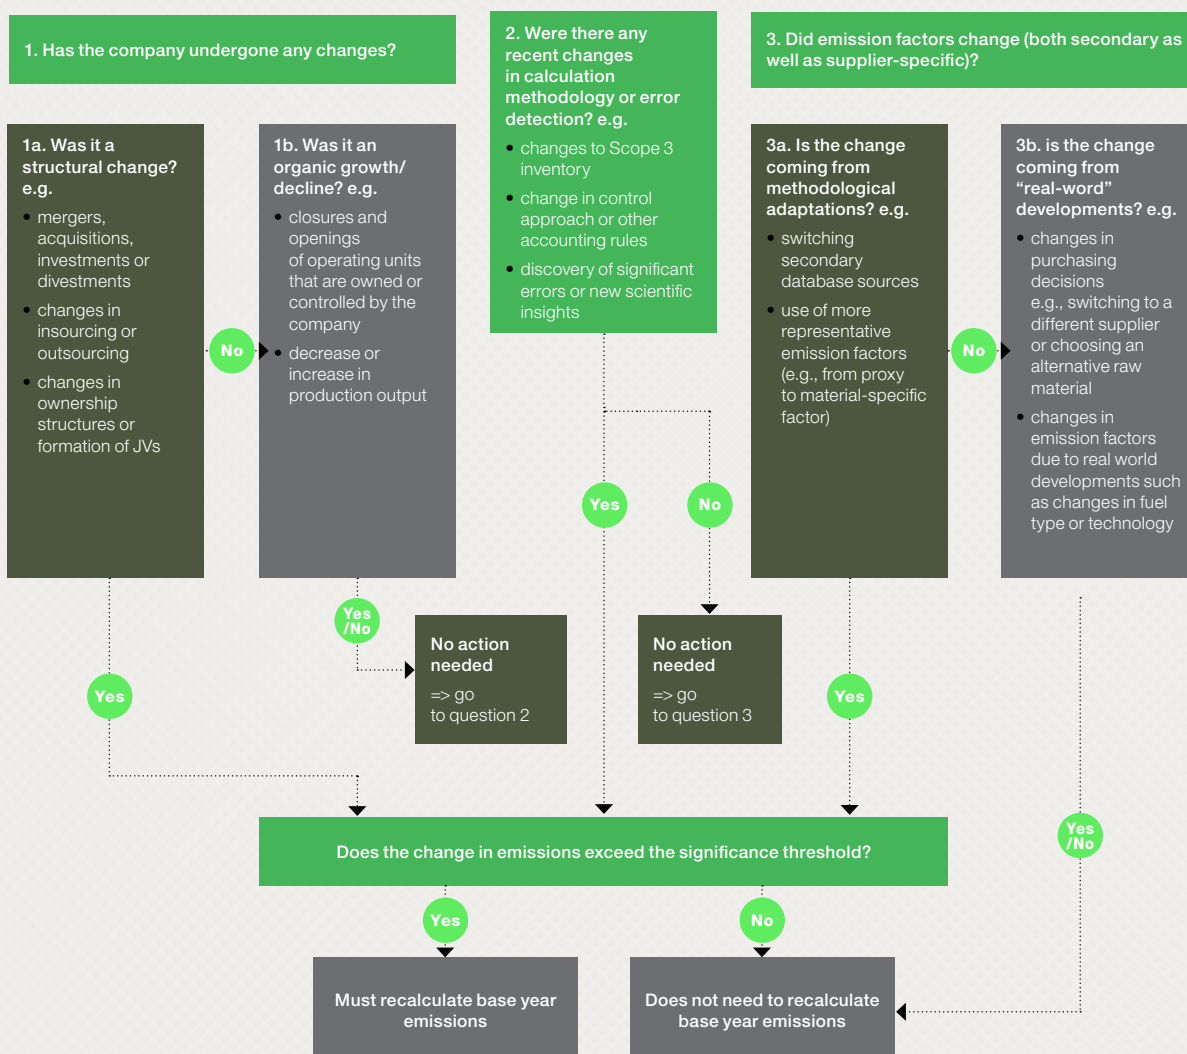 1. Has the company undergone any changes?
1a. Was it a
structural change?
e.g.
• mergers,
acquisitions,
investments or
divestments
• changes in
insourcing or
outsourcing
• changes in
ownership
structures or
formation of JVs
No
1b. Was it an
organic growth/
decline? e.g.
• closures and
openings
of operating units
that are owned or
controlled by the
company
• decrease or
increase in
production output
2. Were there any
recent changes
in calculation
methodology or error
detection? e.g.
• changes to Scope 3
inventory
• change in control
approach or other
accounting rules
• discovery of significant
errors or new scientific
insights
3. Did emission factors change (both secondary as
well as supplier-specific)?
3a. Is the change
coming from
methodological
adaptations? e.g.
• switching
secondary
database sources
• use of more
representative
emission factors
(e.g., from proxy
to material-specific
factor)
No
3b. is the change
coming from
“real-word”
developments? e.g.
• changes in
purchasing
decisions
e.g., switching to a
different supplier
or choosing an
alternative raw
material
• changes in
emission factors
due to real world
developments such
as changes in fuel
type or technology
Yes
No
Yes
/No
No action
needed
=> go
to question 2
No action
needed
=> go
to question 3
Yes
Yes
Yes
/No
Does the change in emissions exceed the significance threshold?
Yes
No
Must recalculate base year
emissions
Does not need to recalculate
base year emissions